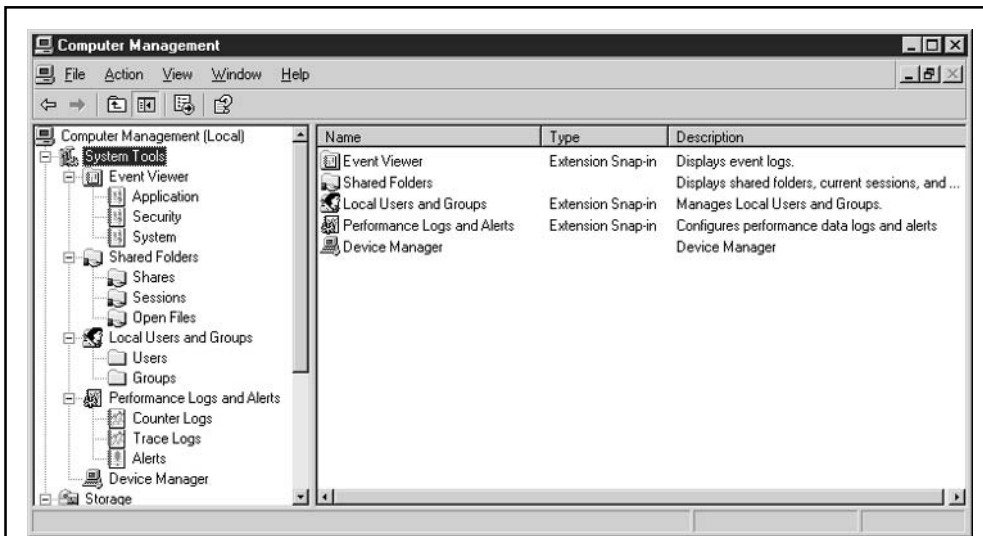 Computer Management
File Action View Window Help
Computer Management (Local)
System Tools
Event Viewer
Application
Security
System
Shared Folders
Shares
Sessions
Open Files
Local Users and Groups
Users
Groups
Performance Logs and Alerts
Counter Logs
Trace Logs
Alerts
Device Manager
Storage
Name Type Description
Event Viewer Extension Snap-in Displays event logs.
Shared Folders Displays shared folders, current sessions, and ...
Local Users and Groups Extension Snap-in Manages Local Users and Groups.
Performance Logs and Alerts Extension Snap-in Configures performance data logs and alerts
Device Manager Device Manager